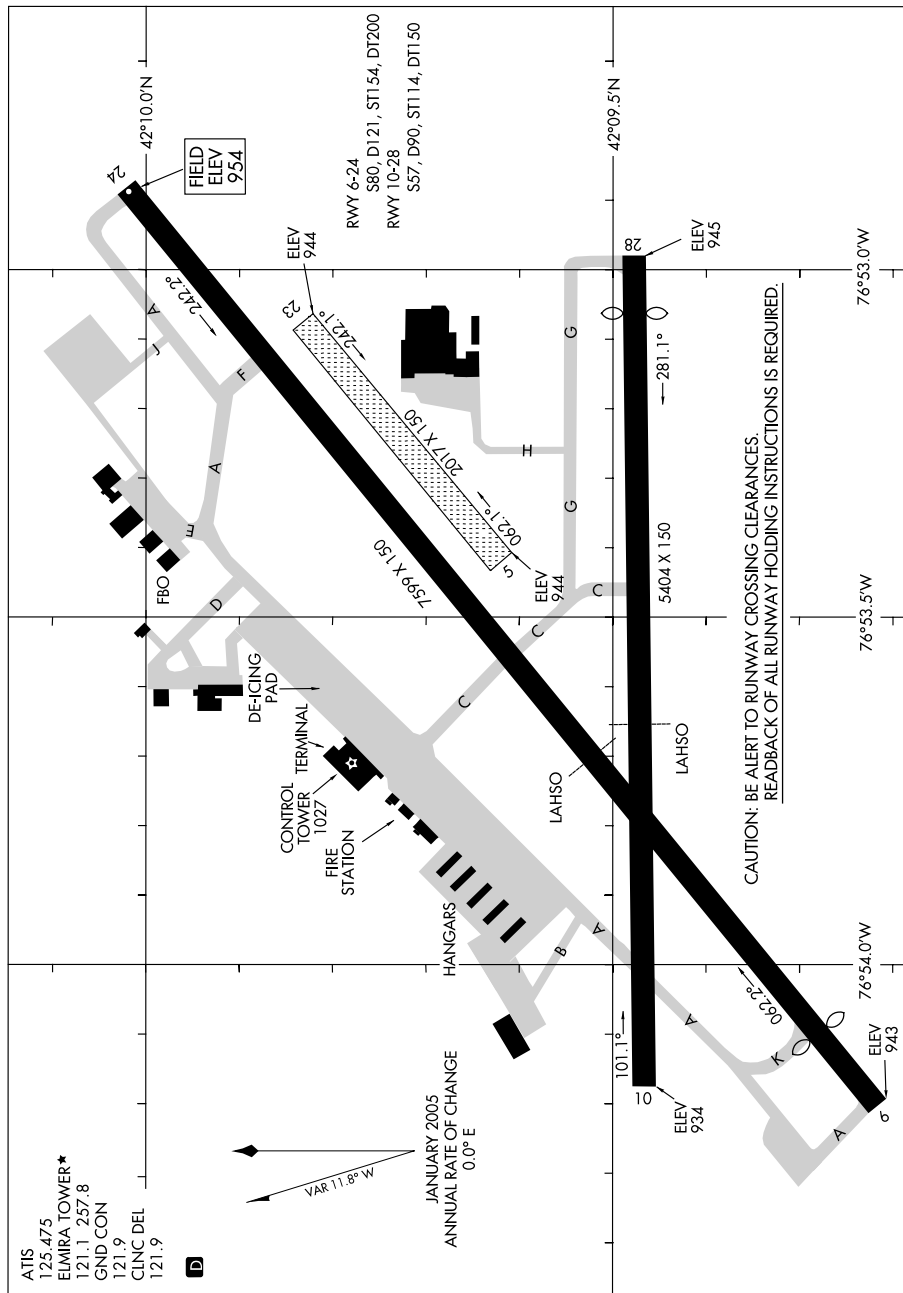 ATIS
125.475
ELMIRA TOWER★
121.1 257.8
GND CON
121.9
CLNC DEL
121.9
D
VAR 11.8° W
JANUARY 2005
ANNUAL RATE OF CHANGE
0.0° E
42°10.0'N
42°09.5'N
76°53.0'W
76°53.5'W
76°54.0'W
24
FIELD
ELEV
954
242.2°
A
J
F
A
E
D
FBO
DE-ICING
PAD
TERMINAL
CONTROL
TOWER
1027
FIRE
STATION
HANGARS
RWY 6-24
S80, D121, ST154, DT200
RWY 10-28
S57, D90, ST114, DT150
ELEV
944
23
242.1°
2017 X 150
062.1°
5
ELEV
944
7599 X 150
G
H
G
C
C
C
28
ELEV
945
281.1°
5404 X 150
LAHSO
LAHSO
B
A
A
K
A
101.1°
10
ELEV
934
062.2°
6
ELEV
943
CAUTION: BE ALERT TO RUNWAY CROSSING CLEARANCES.
READBACK OF ALL RUNWAY HOLDING INSTRUCTIONS IS REQUIRED.